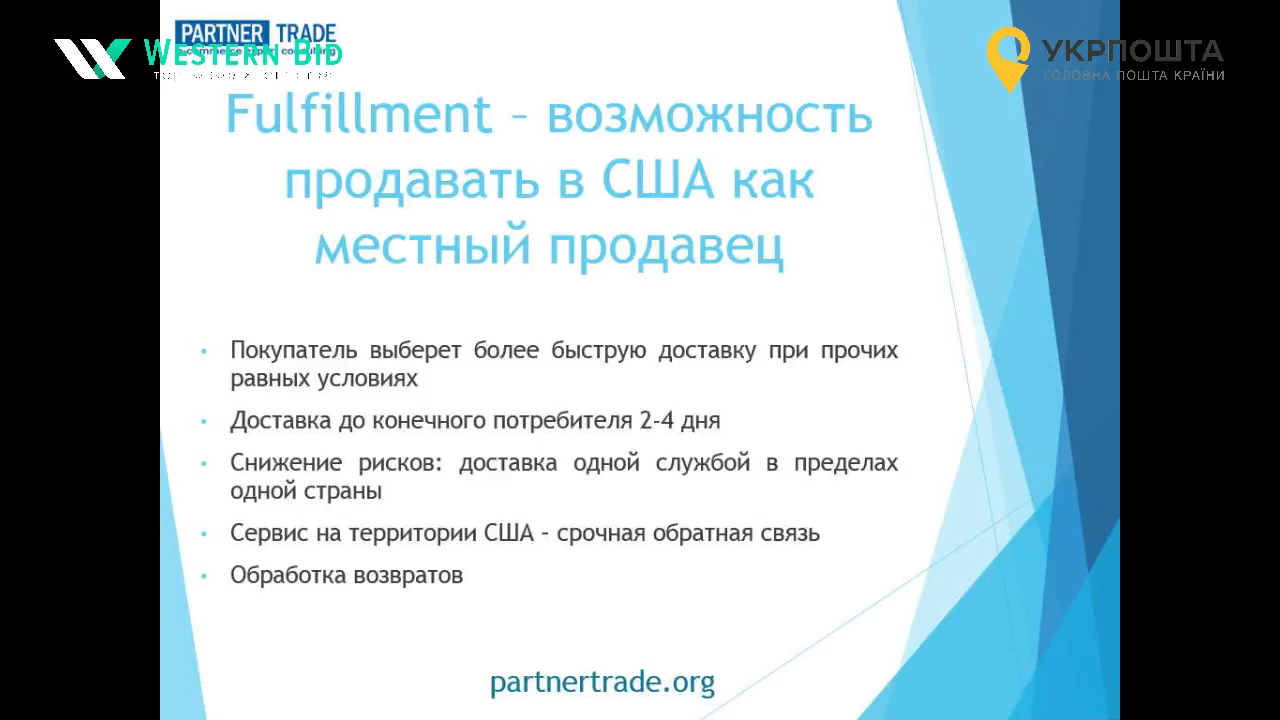 PARTNER TRADE
WESTERN BID
УКРПОШТА
ГОЛОВНА ПОШТА КРАЇНИ
Fulfillment – возможность
продавать в США как
местный продавец
• Покупатель выберет более быструю доставку при прочих
равных условиях
• Доставка до конечного потребителя 2-4 дня
• Снижение рисков: доставка одной службой в пределах
одной страны
• Сервис на территории США – срочная обратная связь
• Обработка возвратов
partnertrade.org